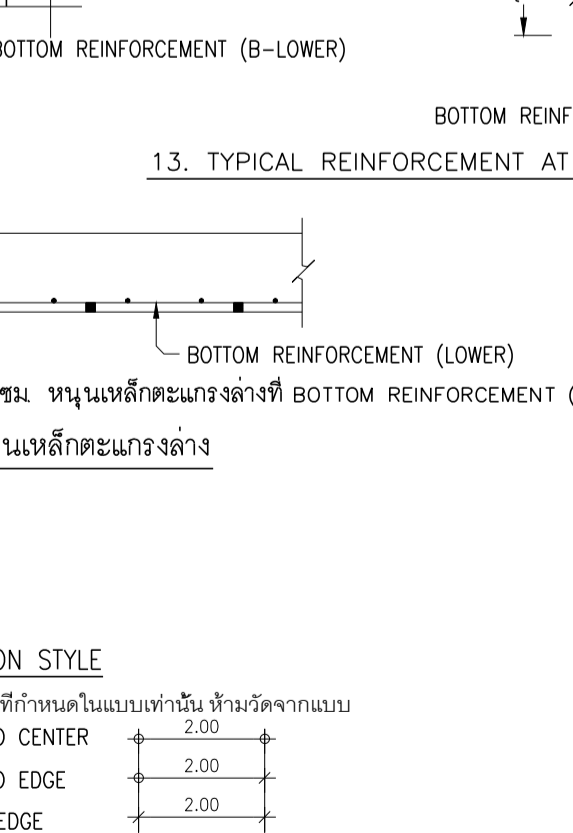 BOTTOM REINFORCEMENT (B-LOWER)
BOTTOM REINF
13. TYPICAL REINFORCEMENT AT
BOTTOM REINFORCEMENT (LOWER)
ซม. หนุนเหล็กตะแกรงล่างที่ BOTTOM REINFORCEMENT (
นเหล็กตะแกรงล่าง
ON STYLE
ที่กำหนดในแบบเท่านั้น ห้ามวัดจากแบบ
O CENTER 2.00
O EDGE 2.00
EDGE 2.00